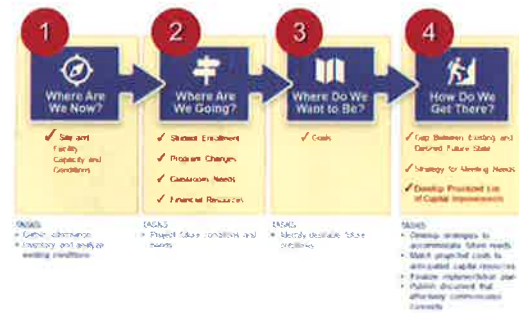 1
Where Are
We Now?
✓ Site and
Facility
Capacity and
Conditions
TASKS
• Gather information
• Inventory and analyze
existing conditions
2
Where Are
We Going?
✓ Student Enrollment
✓ Program Changes
✓ Classroom Needs
✓ Financial Resources
TASKS
• Project future conditions and
needs
3
Where Do We
Want to Be?
✓ Goals
TASKS
• Identify desirable future
conditions
4
How Do We
Get There?
✓ Gap Between Existing and
Desired Future State
✓ Strategy for Meeting Needs
✓ Develop Prioritized List
of Capital Improvements
TASKS
• Develop strategies to
accommodate future needs
• Match projected costs to
anticipated capital resources
• Finalize implementation plan
• Publish document that
effectively communicates